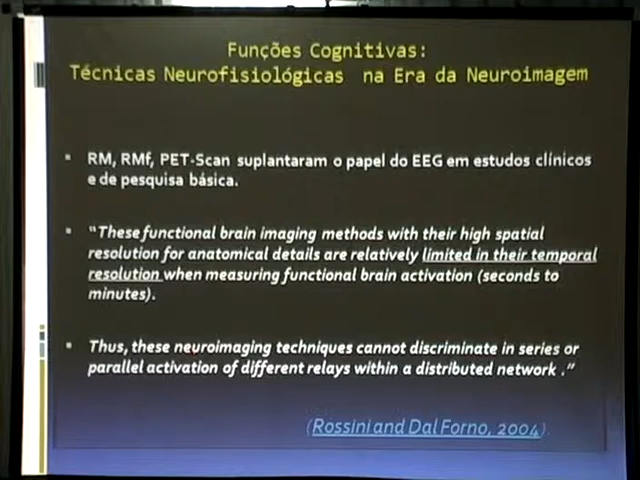 Funções Cognitivas:
Técnicas Neurofisiológicas na Era da Neuroimagem
▪ RM, RMf, PET-Scan suplantaram o papel do EEG em estudos clínicos
e de pesquisa básica.
▪ "These functional brain imaging methods with their high spatial
resolution for anatomical details are relatively limited in their temporal
resolution when measuring functional brain activation (seconds to
minutes).
▪ Thus, these neuroimaging techniques cannot discriminate in series or
parallel activation of different relays within a distributed network ."
(Rossini and Dal Forno, 2004).